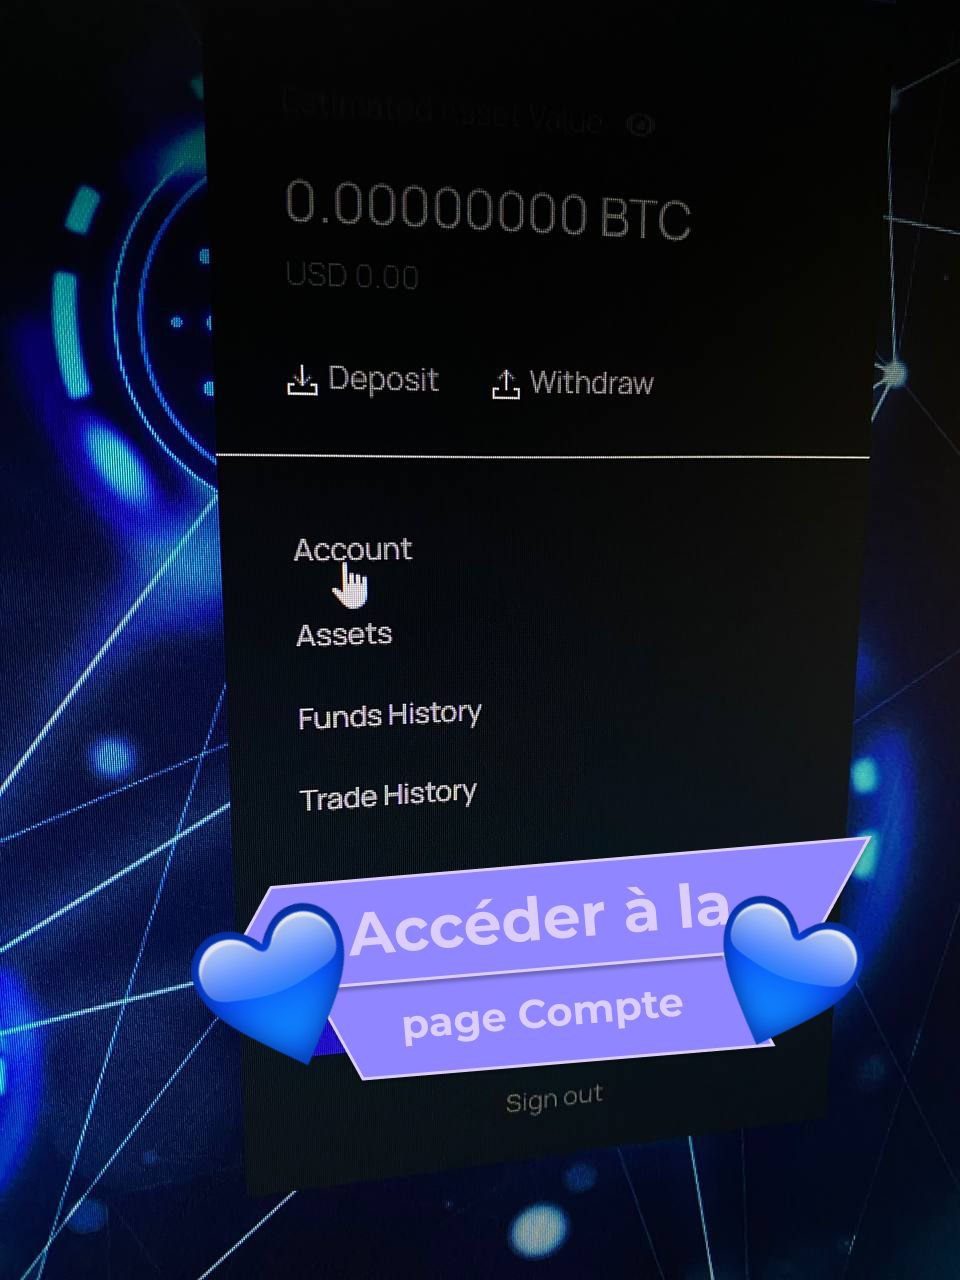 Estimated Asset Value
0.00000000 BTC
USD 0.00
Deposit Withdraw
Account
Assets
Funds History
Trade History
Accéder à la
page Compte
Sign out